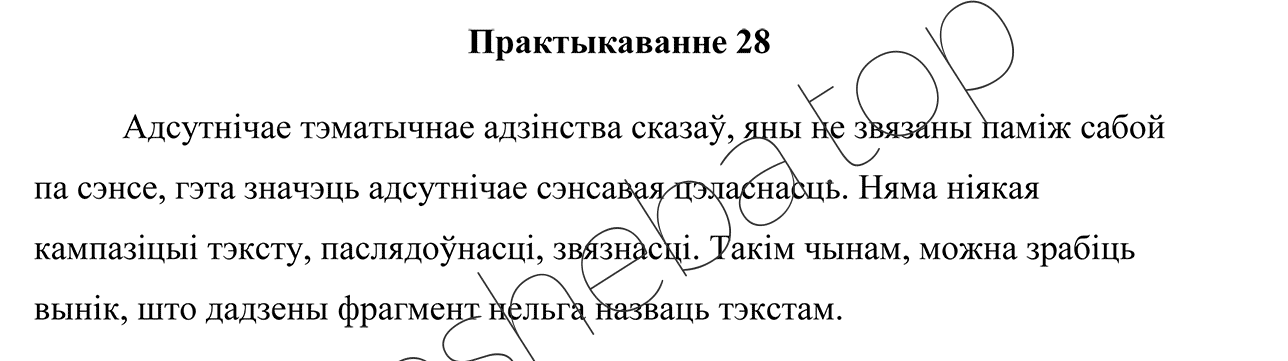 Практыкаванне 28
Адсутнічае тэматычнае адзінства сказаў, яны не звязаны паміж сабой
па сэнсе, гэта значэць адсутнічае сэнсавая цэласнасць. Няма ніякая
кампазіцыі тэксту, паслядоўнасці, звязнасці. Такім чынам, можна зрабіць
вынік, што дадзены фрагмент нельга назваць тэкстам.